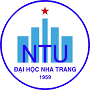 NTU
ĐẠI HỌC NHA TRANG
1959